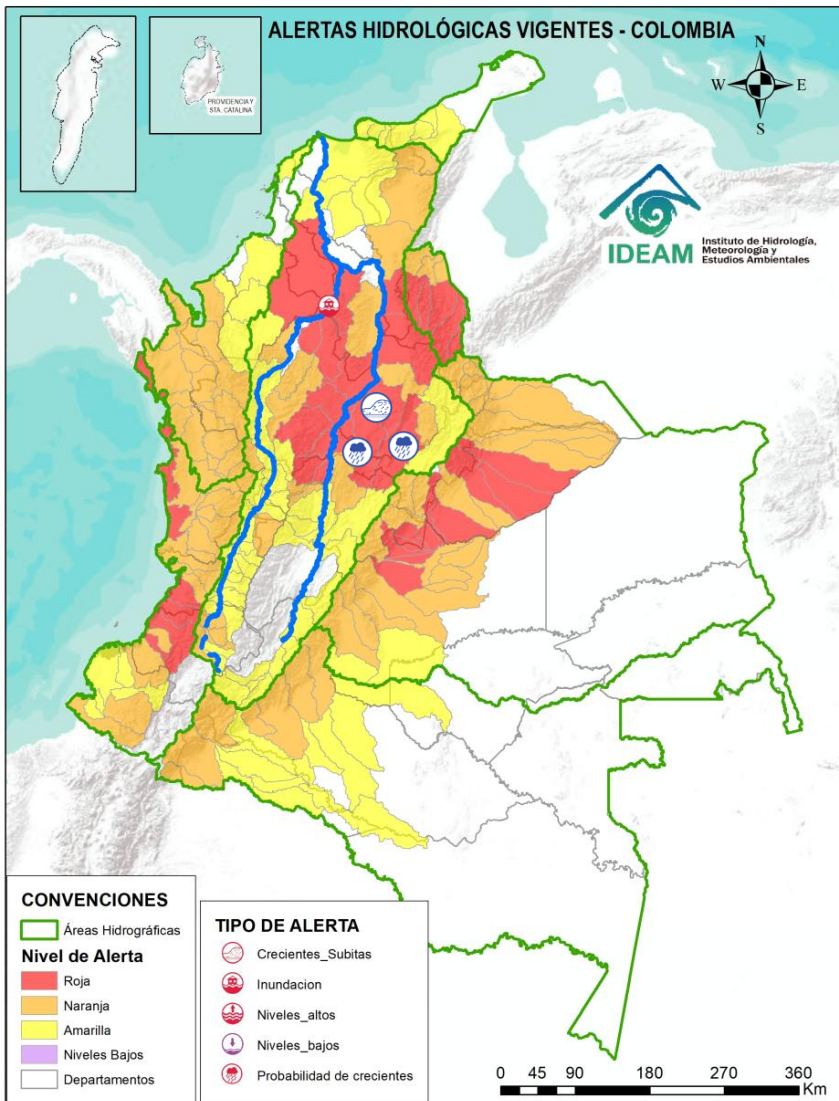 ALERTAS HIDROLÓGICAS VIGENTES - COLOMBIA
PROVIDENCIA Y
STA. CATALINA
N
W
E
S
IDEAM
Instituto de Hidrología,
Meteorología y
Estudios Ambientales
CONVENCIONES
Áreas Hidrográficas
Nivel de Alerta
Roja
Naranja
Amarilla
Niveles Bajos
Departamentos
TIPO DE ALERTA
Crecientes_Subitas
Inundacion
Niveles_altos
Niveles_bajos
Probabilidad de crecientes
0 45 90 180 270 360
Km